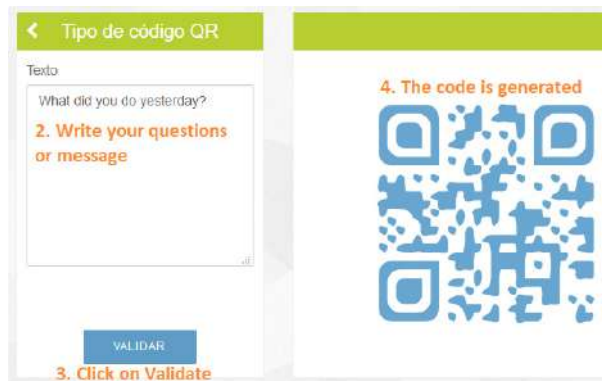 Tipo de código QR
Texto
What did you do yesterday?
2. Write your questions
or message
VALIDAR
3. Click on Validate
4. The code is generated